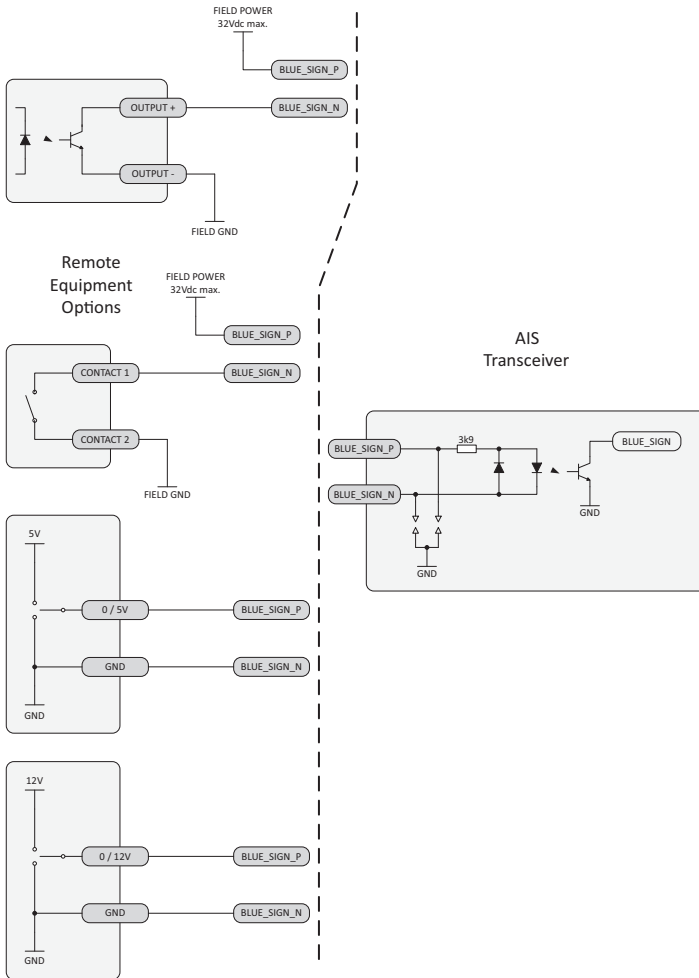 FIELD POWER
32Vdc max.
BLUE_SIGN_P
OUTPUT +
BLUE_SIGN_N
OUTPUT -
FIELD GND
Remote
Equipment
Options
FIELD POWER
32Vdc max.
BLUE_SIGN_P
CONTACT 1
BLUE_SIGN_N
CONTACT 2
FIELD GND
5V
0 / 5V
BLUE_SIGN_P
GND
BLUE_SIGN_N
GND
12V
0 / 12V
BLUE_SIGN_P
GND
BLUE_SIGN_N
GND
AIS
Transceiver
BLUE_SIGN_P
3k9
BLUE_SIGN
BLUE_SIGN_N
GND
GND